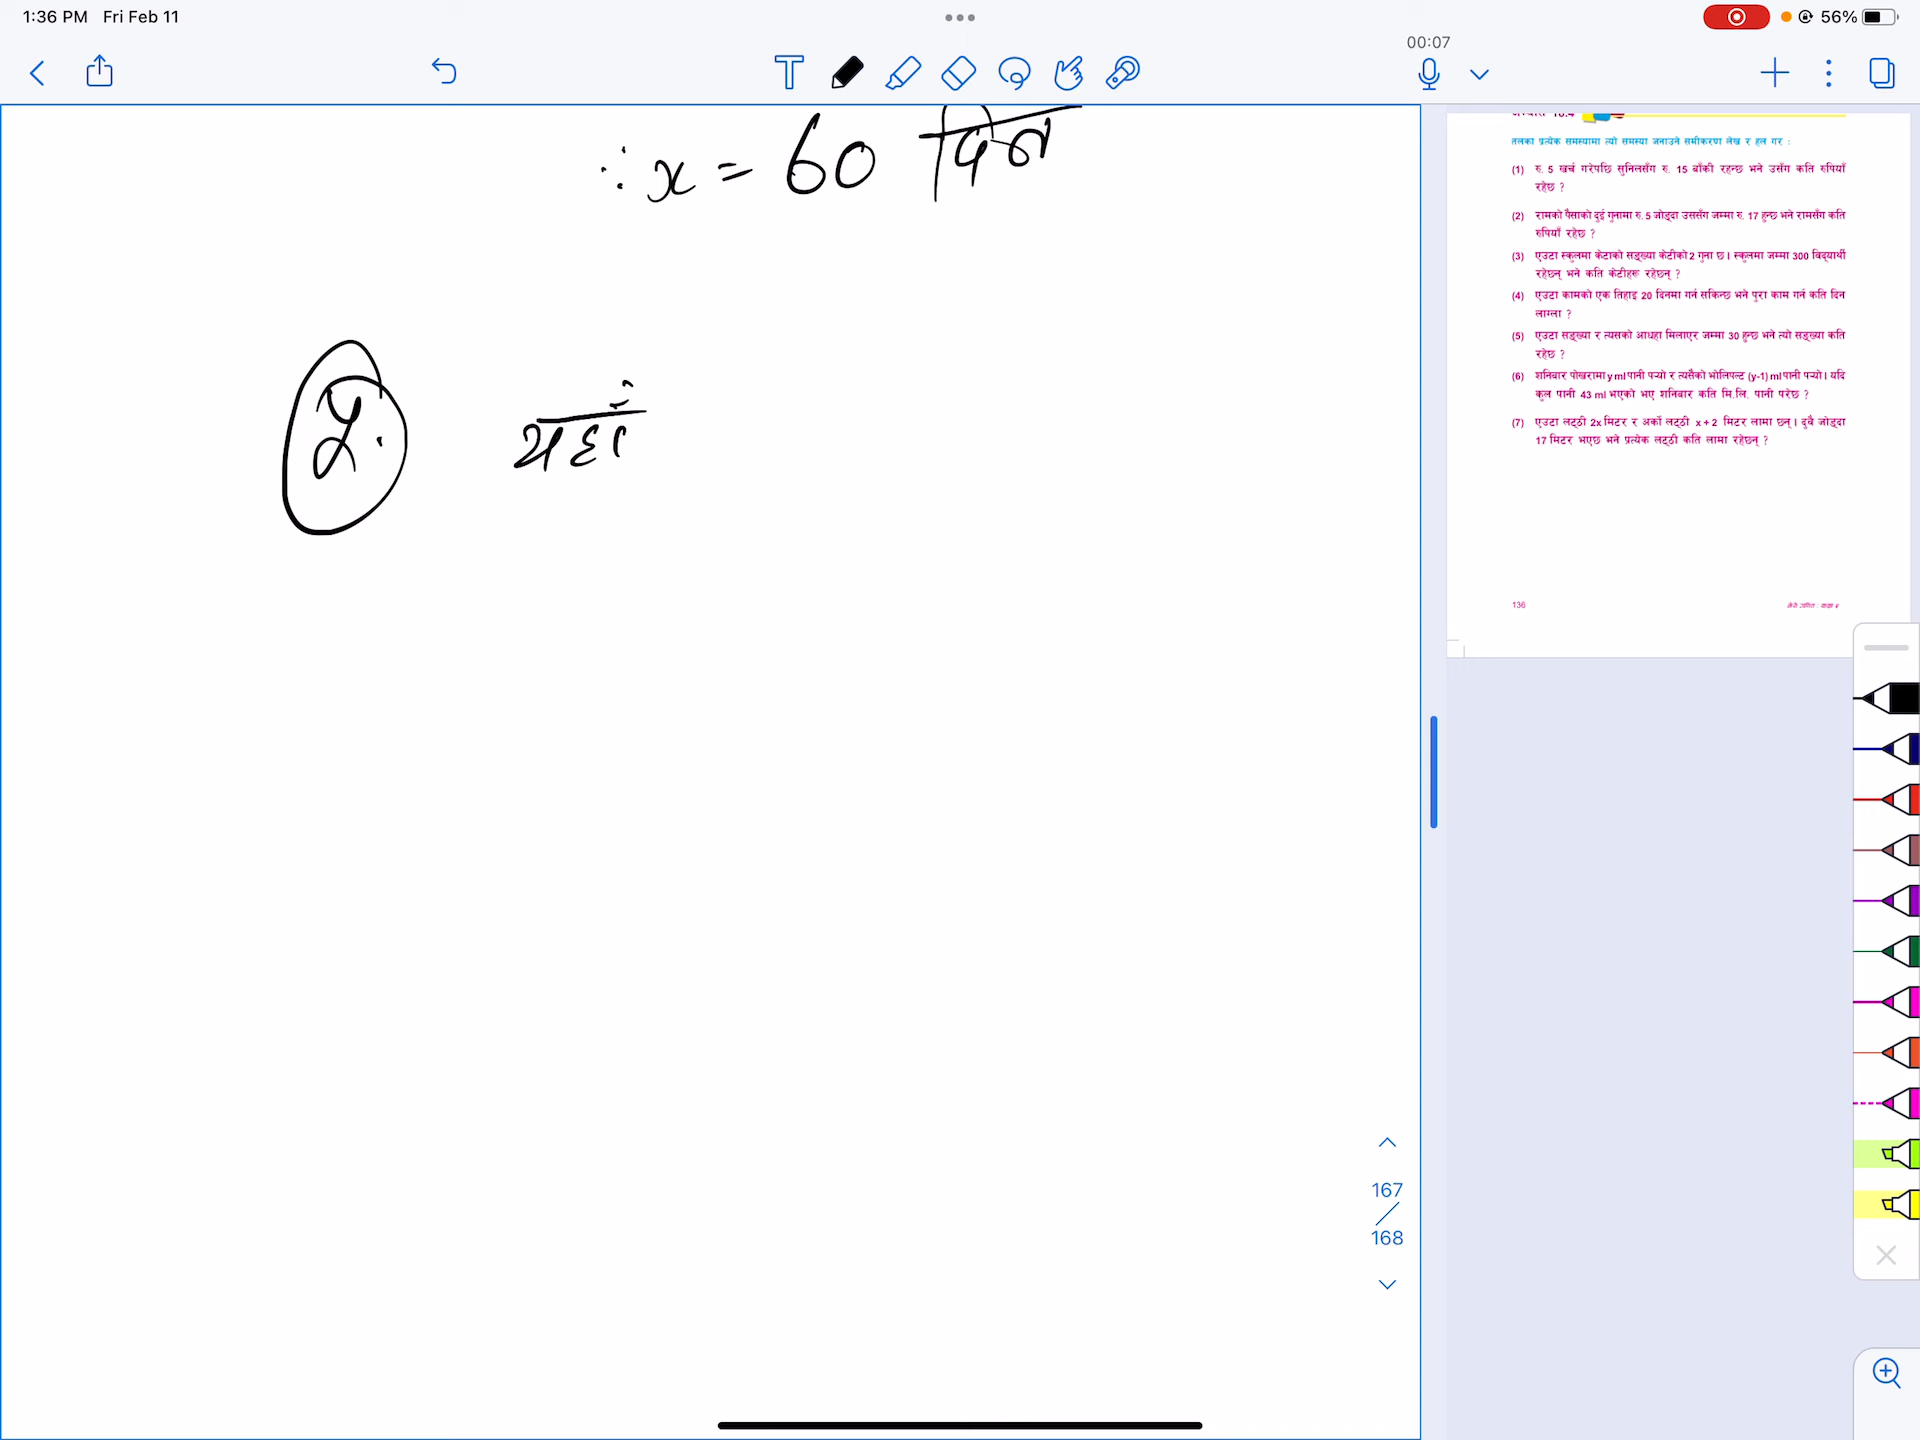 1:36 PM Fri Feb 11
56%
00:07
∴ x = 60 दिन
५.
यहाँ
तलका प्रत्येक समस्यामा त्यो समस्या जनाउने समीकरण लेख र हल गर :
(1) रु. 5 खर्च गरेपछि सुनिलसँग रु. 15 बाँकी रहन्छ भने उसँग कति रुपियाँ
रहेछ ?
(2) रामको पैसाको दुई गुनामा रु. 5 जोड्दा उससँग जम्मा रु. 17 हुन्छ भने रामसँग कति
रुपियाँ रहेछ ?
(3) एउटा स्कुलमा केटाको सङ्ख्या केटीको 2 गुना छ। स्कुलमा जम्मा 300 विद्यार्थी
रहेछन् भने कति केटीहरू रहेछन् ?
(4) एउटा कामको एक तिहाइ 20 दिनमा गर्न सकिन्छ भने पुरा काम गर्न कति दिन
लाग्ला ?
(5) एउटा सङ्ख्या र त्यसको आधहा मिलाएर जम्मा 30 हुन्छ भने त्यो सङ्ख्या कति
रहेछ ?
(6) शनिबार पोखरामा y ml पानी पऱ्यो र त्यसैको भोलिपल्ट (y-1) ml पानी पऱ्यो। यदि
कुल पानी 43 ml भएको भए शनिबार कति मि.लि. पानी परेछ ?
(7) एउटा लट्ठी 2x मिटर र अर्को लट्ठी x + 2 मिटर लामा छन्। दुवै जोड्दा
17 मिटर भएछ भने प्रत्येक लट्ठी कति लामा रहेछन् ?
136
167
168